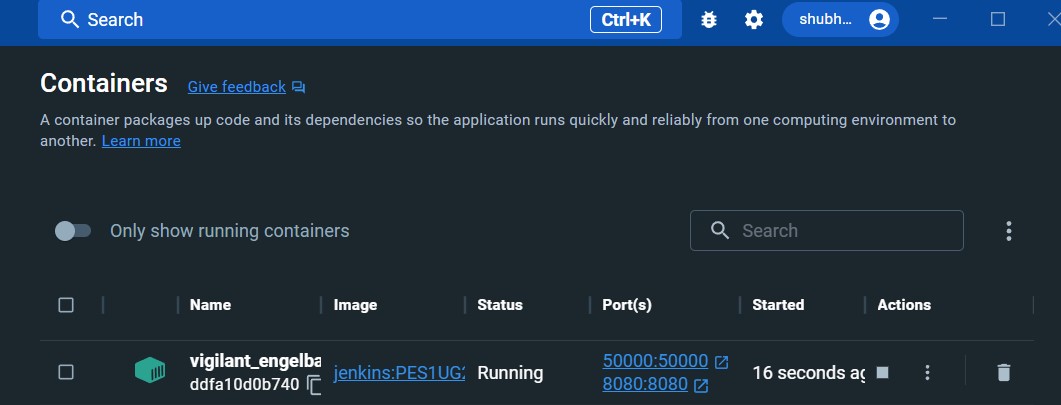 Search Ctrl+K shubh...
Containers Give feedback
A container packages up code and its dependencies so the application runs quickly and reliably from one computing environment to
another. Learn more
Only show running containers Search
Name Image Status Port(s) Started Actions
vigilant_engelba 50000:50000
jenkins:PES1UG2 Running 16 seconds ag
ddfa10d0b740 8080:8080